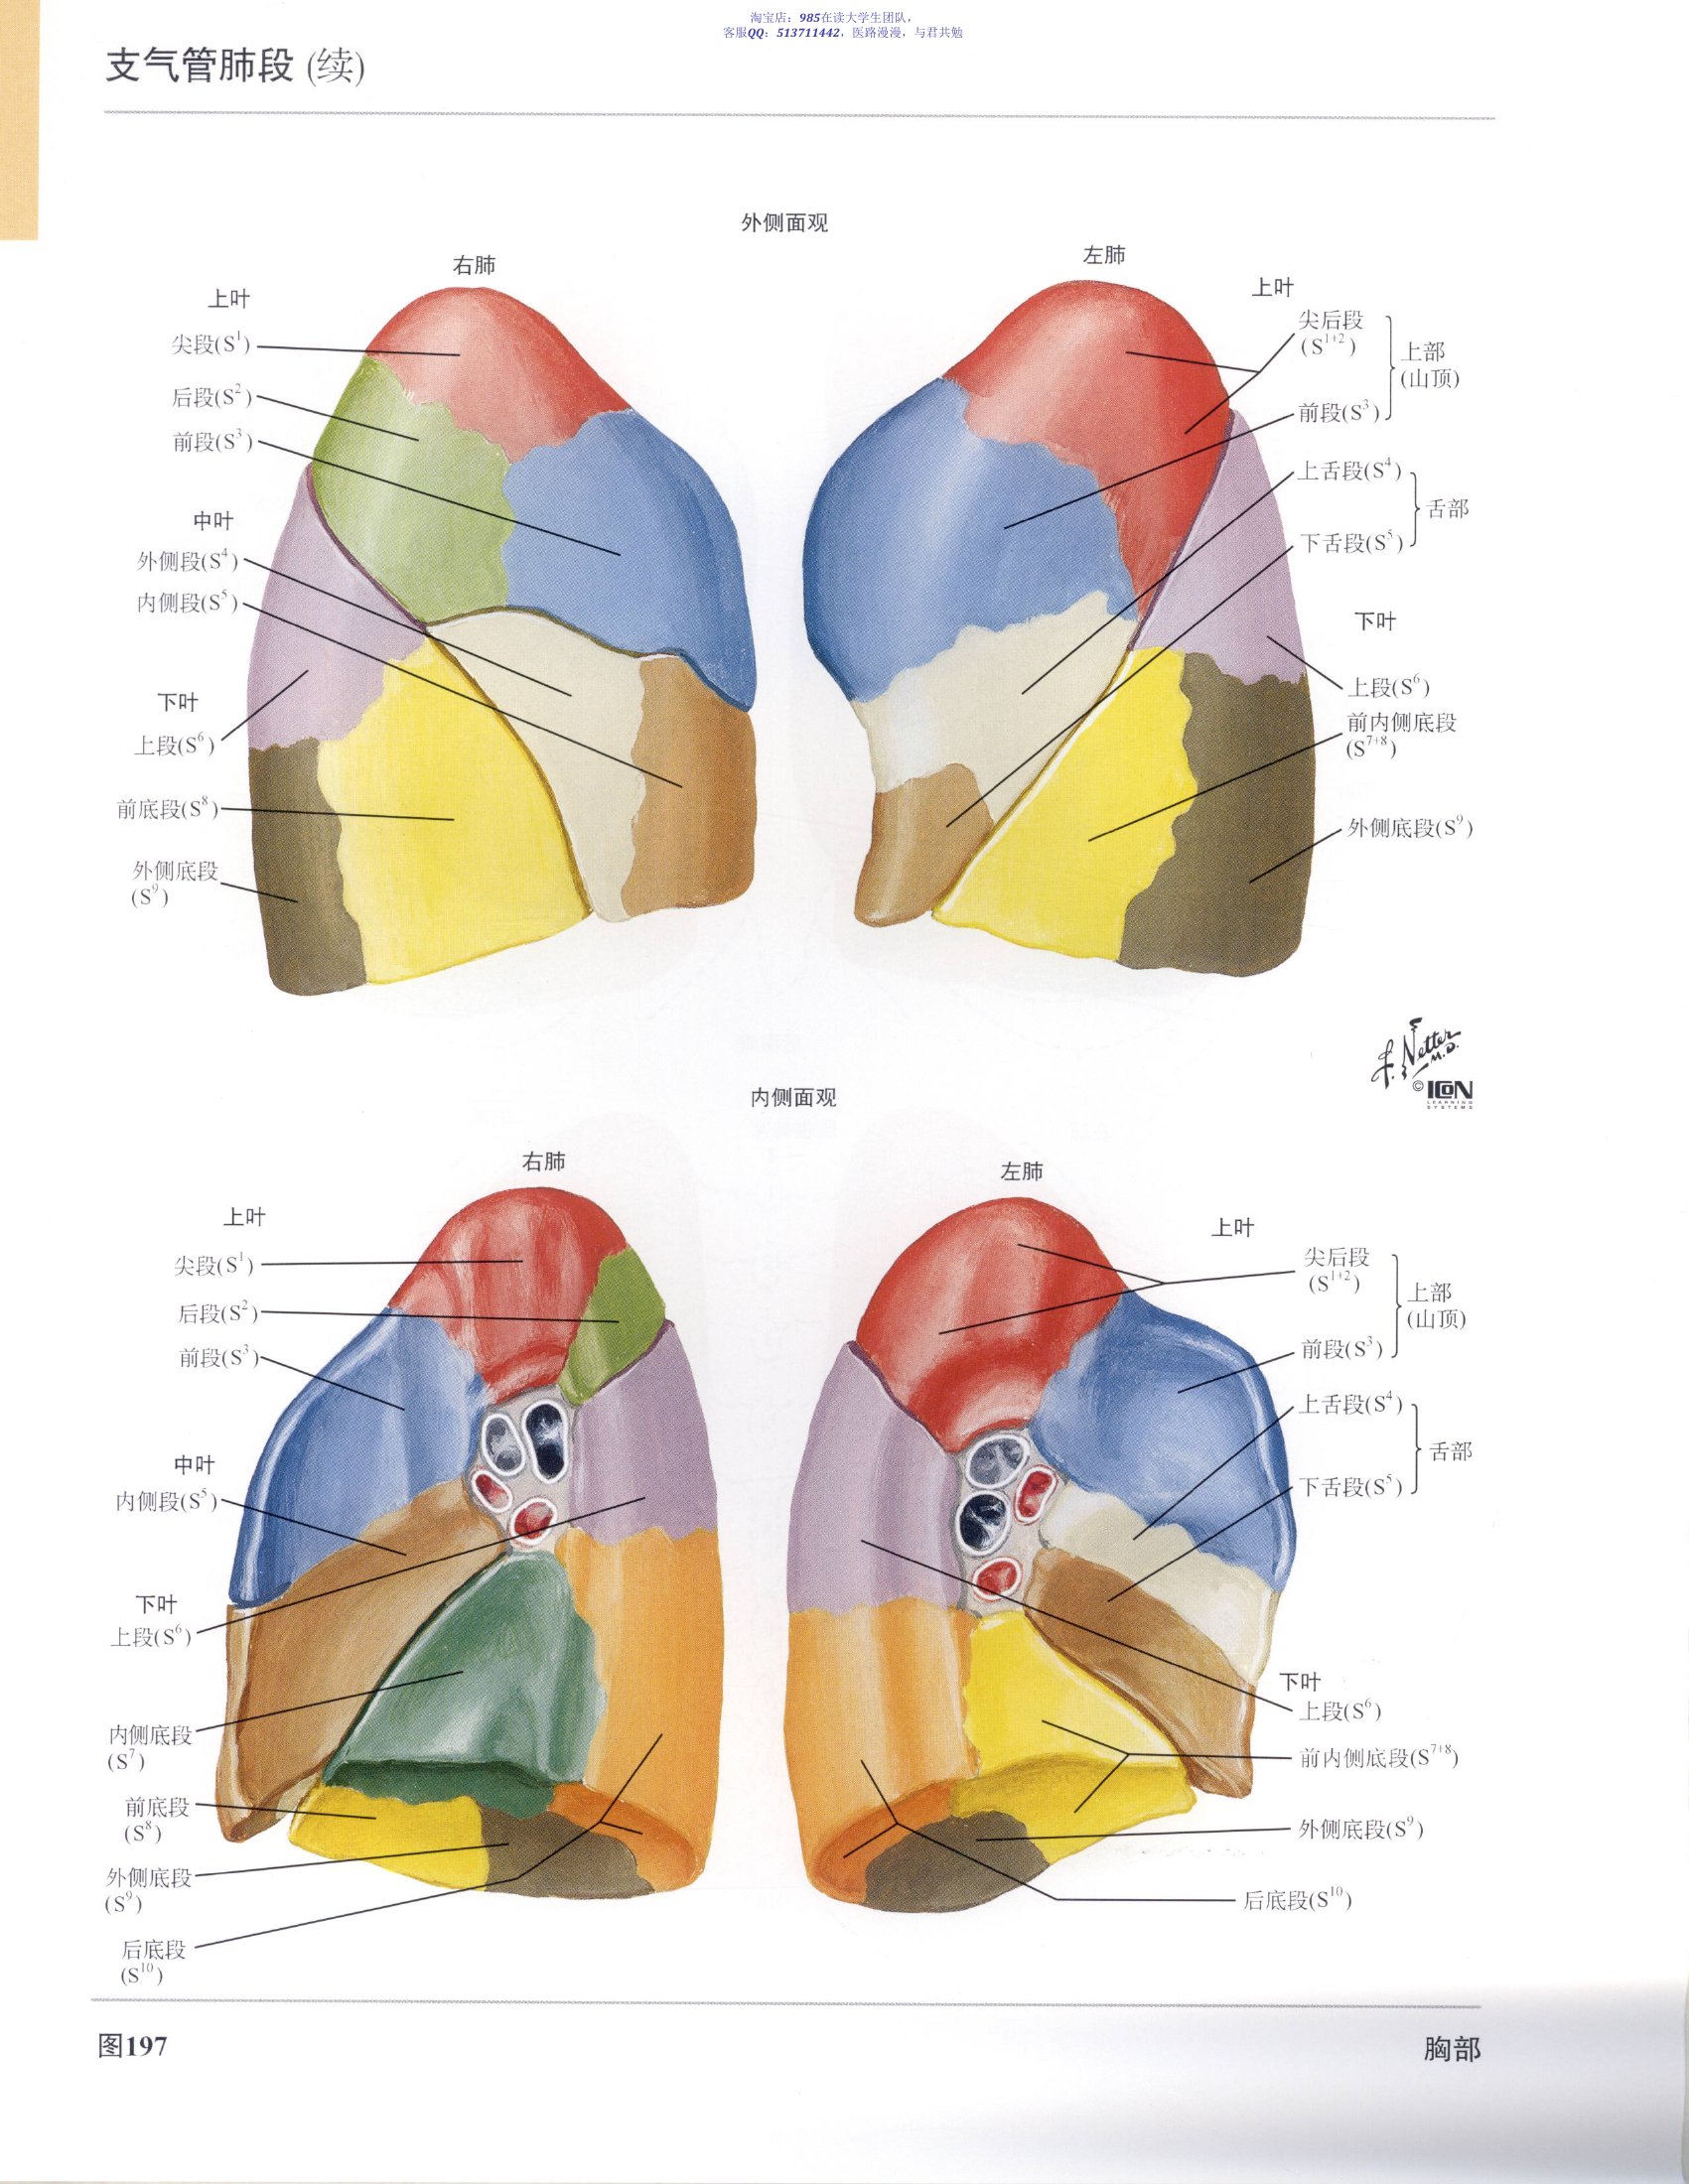 淘宝店：985在读大学生团队，
客服QQ：513711442，医路漫漫，与君共勉
支气管肺段 (续)
外侧面观
右肺
上叶
尖段(S¹)
后段(S²)
前段(S³)
中叶
外侧段(S⁴)
内侧段(S⁵)
下叶
上段(S⁶)
前底段(S⁸)
外侧底段
(S⁹)
左肺
上叶
尖后段
(S¹⁺²)
前段(S³)
上部
(山顶)
上舌段(S⁴)
下舌段(S⁵)
舌部
下叶
上段(S⁶)
前内侧底段
(S⁷⁺⁸)
外侧底段(S⁹)
F. Netter
M.D.
© ICON
LEARNING
SYSTEMS
内侧面观
右肺
上叶
尖段(S¹)
后段(S²)
前段(S³)
中叶
内侧段(S⁵)
下叶
上段(S⁶)
内侧底段
(S⁷)
前底段
(S⁸)
外侧底段
(S⁹)
后底段
(S¹⁰)
左肺
上叶
尖后段
(S¹⁺²)
前段(S³)
上部
(山顶)
上舌段(S⁴)
下舌段(S⁵)
舌部
下叶
上段(S⁶)
前内侧底段(S⁷⁺⁸)
外侧底段(S⁹)
后底段(S¹⁰)
图197
胸部